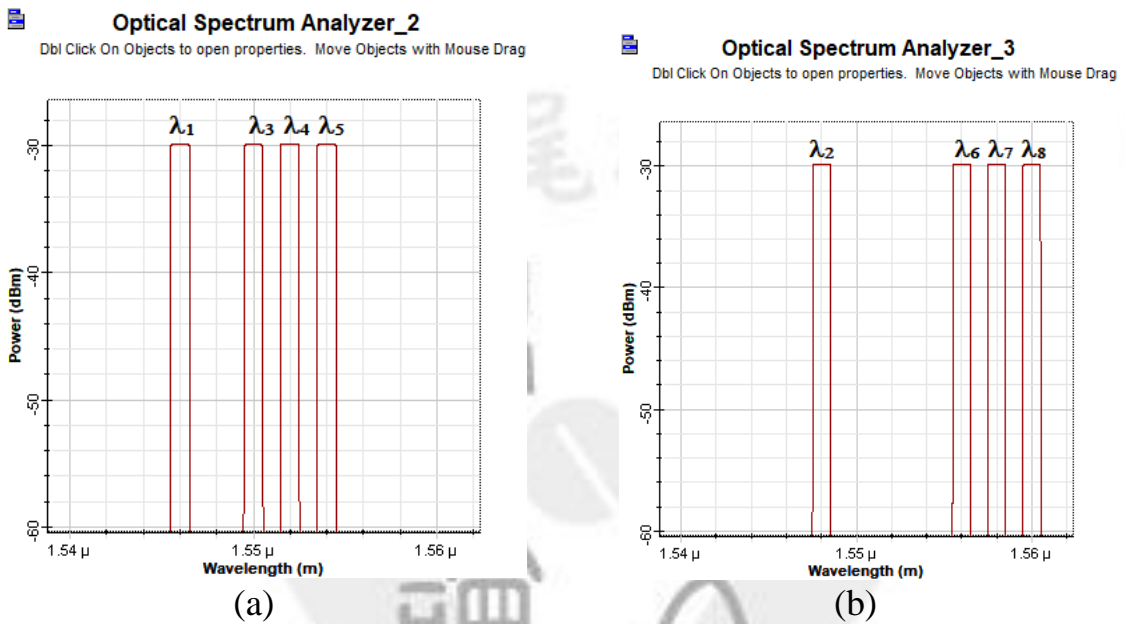 Optical Spectrum Analyzer_2
Dbl Click On Objects to open properties. Move Objects with Mouse Drag
λ1 λ3 λ4 λ5
-30
-40
-50
-60
Power (dBm)
1.54 µ 1.55 µ 1.56 µ
Wavelength (m)
(a)
Optical Spectrum Analyzer_3
Dbl Click On Objects to open properties. Move Objects with Mouse Drag
λ2 λ6 λ7 λ8
-30
-40
-50
-60
Power (dBm)
1.54 µ 1.55 µ 1.56 µ
Wavelength (m)
(b)